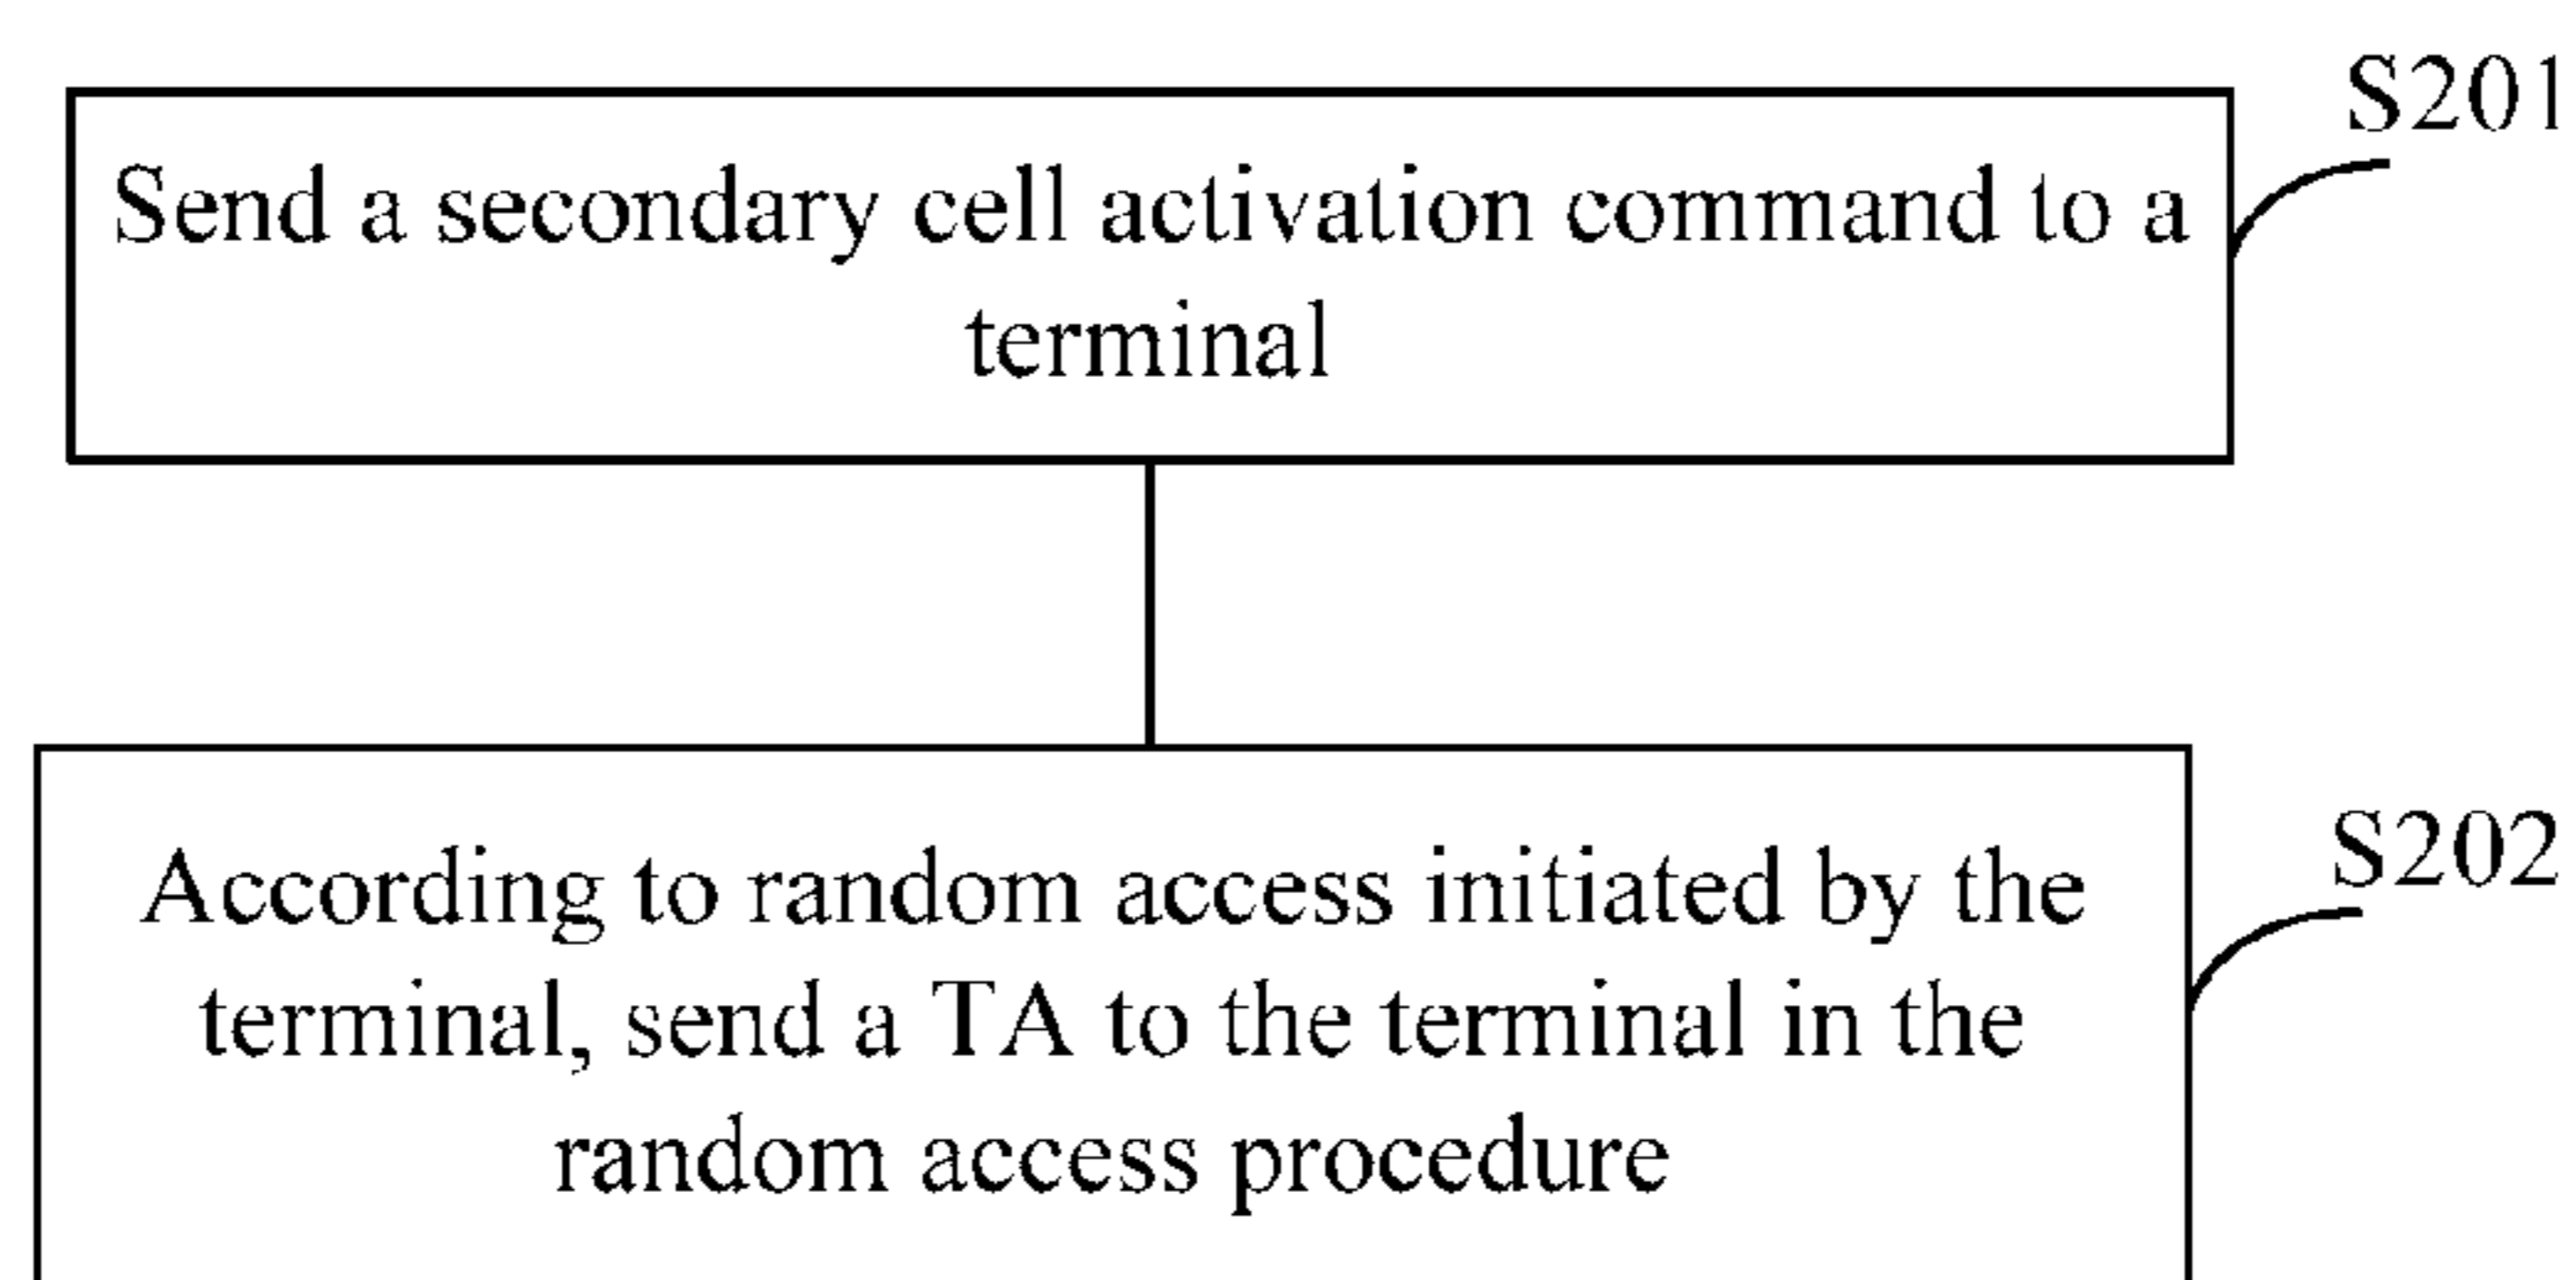 S201
Send a secondary cell activation command to a
terminal
S202
According to random access initiated by the
terminal, send a TA to the terminal in the
random access procedure